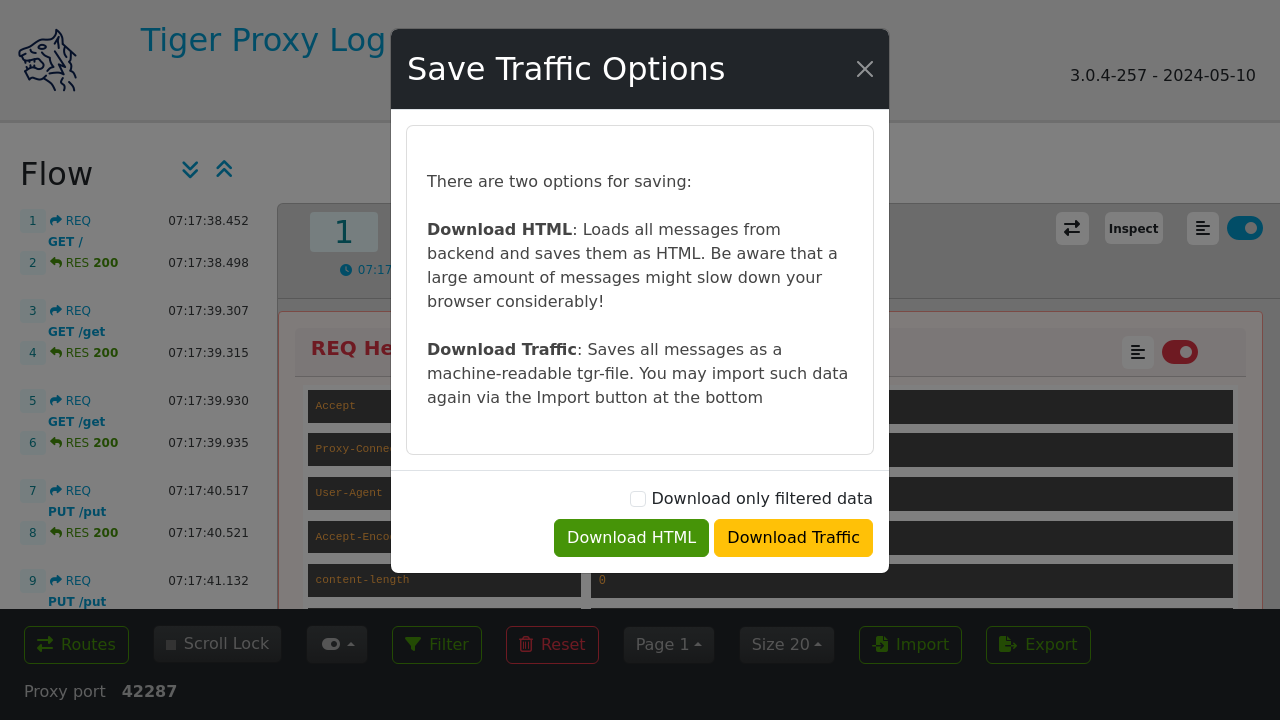 Tiger Proxy Log
3.0.4-257 - 2024-05-10
Save Traffic Options
There are two options for saving:
Download HTML: Loads all messages from
backend and saves them as HTML. Be aware that a
large amount of messages might slow down your
browser considerably!
Download Traffic: Saves all messages as a
machine-readable tgr-file. You may import such data
again via the Import button at the bottom
Download only filtered data
Download HTML Download Traffic
Flow
1 REQ 07:17:38.452
GET /
2 RES 200 07:17:38.498
3 REQ 07:17:39.307
GET /get
4 RES 200 07:17:39.315
5 REQ 07:17:39.930
GET /get
6 RES 200 07:17:39.935
7 REQ 07:17:40.517
PUT /put
8 RES 200 07:17:40.521
9 REQ 07:17:41.132
PUT /put
1
Inspect
07:17
REQ He
Accept
Proxy-Conne
User-Agent
Accept-Enco
content-length 0
Routes Scroll Lock Filter Reset Page 1 Size 20 Import Export
Proxy port 42287